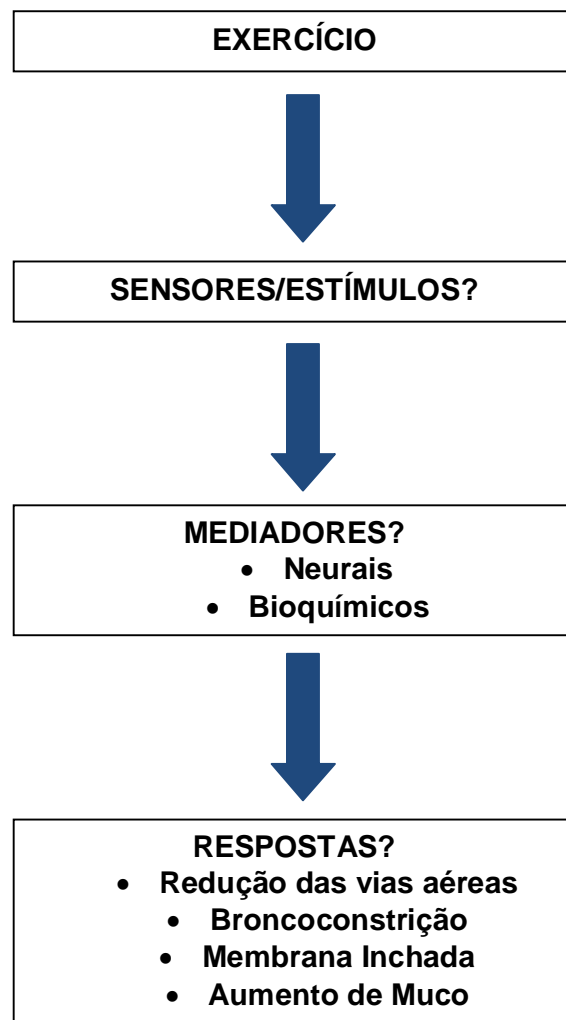 EXERCÍCIO
SENSORES/ESTÍMULOS?
MEDIADORES?
• Neurais
• Bioquímicos
RESPOSTAS?
• Redução das vias aéreas
• Broncoconstrição
• Membrana Inchada
• Aumento de Muco